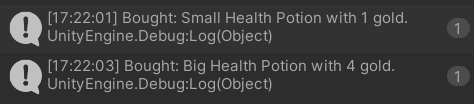 [17:22:01] Bought: Small Health Potion with 1 gold.
UnityEngine.Debug:Log(Object)
1
[17:22:03] Bought: Big Health Potion with 4 gold.
UnityEngine.Debug:Log(Object)
1